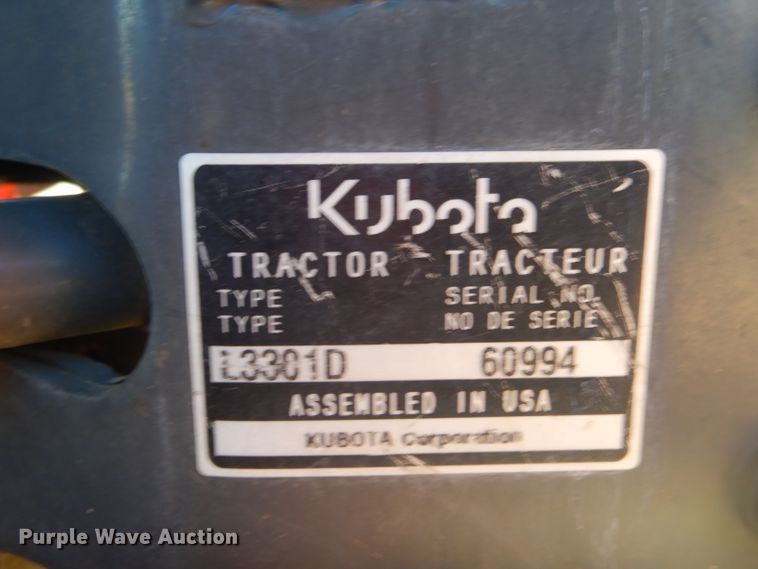 Kubota
TRACTOR TRACTEUR
TYPE SERIAL NO.
TYPE NO DE SERIE
L3301D 60994
ASSEMBLED IN USA
KUBOTA Corporation
Purple Wave Auction